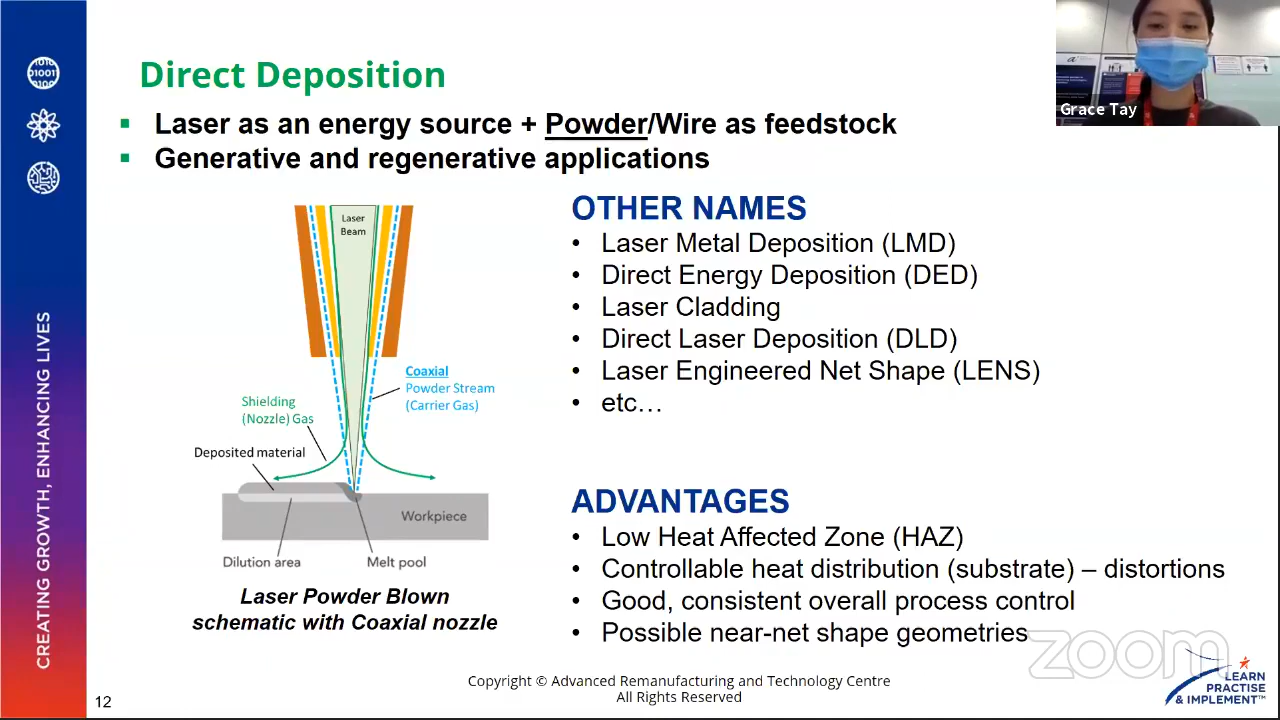 Direct Deposition
Grace Tay
▪ Laser as an energy source + Powder/Wire as feedstock
▪ Generative and regenerative applications
Laser
Beam
Coaxial
Powder Stream
(Carrier Gas)
Shielding
(Nozzle) Gas
Deposited material
Workpiece
Dilution area
Melt pool
Laser Powder Blown
schematic with Coaxial nozzle
OTHER NAMES
• Laser Metal Deposition (LMD)
• Direct Energy Deposition (DED)
• Laser Cladding
• Direct Laser Deposition (DLD)
• Laser Engineered Net Shape (LENS)
• etc…
ADVANTAGES
• Low Heat Affected Zone (HAZ)
• Controllable heat distribution (substrate) – distortions
• Good, consistent overall process control
• Possible near-net shape geometries
zoom
CREATING GROWTH, ENHANCING LIVES
12
Copyright © Advanced Remanufacturing and Technology Centre
All Rights Reserved
LEARN
PRACTISE
& IMPLEMENT™